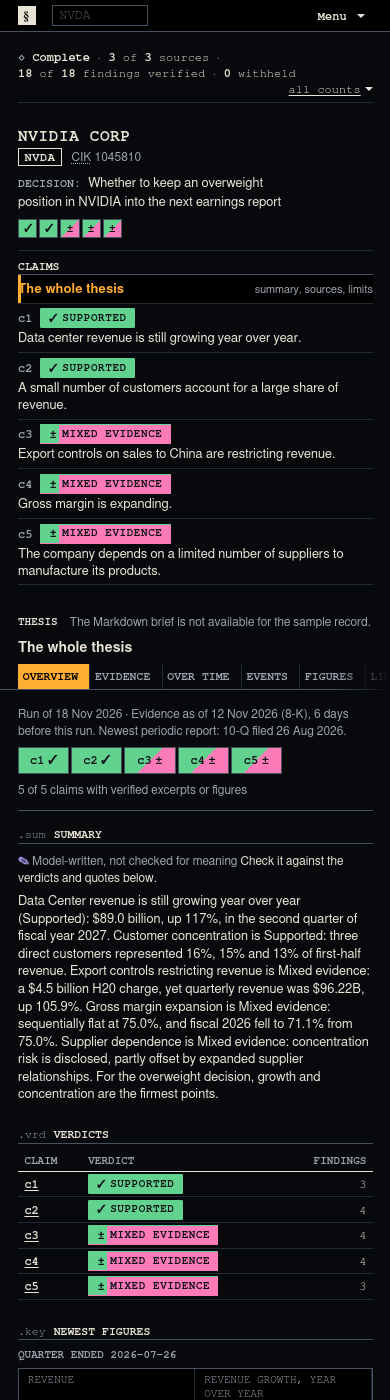 § NVDA Menu
◇ Complete · 3 of 3 sources ·
18 of 18 findings verified · 0 withheld
all counts
NVIDIA CORP
NVDA CIK 1045810
DECISION: Whether to keep an overweight
position in NVIDIA into the next earnings report
✓ ✓ ± ± ±
CLAIMS
The whole thesis summary, sources, limits
c1 ✓ SUPPORTED
Data center revenue is still growing year over year.
c2 ✓ SUPPORTED
A small number of customers account for a large share of
revenue.
c3 ± MIXED EVIDENCE
Export controls on sales to China are restricting revenue.
c4 ± MIXED EVIDENCE
Gross margin is expanding.
c5 ± MIXED EVIDENCE
The company depends on a limited number of suppliers to
manufacture its products.
THESIS The Markdown brief is not available for the sample record.
The whole thesis
OVERVIEW EVIDENCE OVER TIME EVENTS FIGURES
Run of 18 Nov 2026 · Evidence as of 12 Nov 2026 (8-K), 6 days
before this run. Newest periodic report: 10-Q filed 26 Aug 2026.
c1 ✓ c2 ✓ c3 ± c4 ± c5 ±
5 of 5 claims with verified excerpts or figures
.sum SUMMARY
✎ Model-written, not checked for meaning Check it against the
verdicts and quotes below.
Data Center revenue is still growing year over year
(Supported): $89.0 billion, up 117%, in the second quarter of
fiscal year 2027. Customer concentration is Supported: three
direct customers represented 16%, 15% and 13% of first-half
revenue. Export controls restricting revenue is Mixed evidence:
a $4.5 billion H20 charge, yet quarterly revenue was $96.22B,
up 105.9%. Gross margin expansion is Mixed evidence:
sequentially flat at 75.0%, and fiscal 2026 fell to 71.1% from
75.0%. Supplier dependence is Mixed evidence: concentration
risk is disclosed, partly offset by expanded supplier
relationships. For the overweight decision, growth and
concentration are the firmest points.
.vrd VERDICTS
CLAIM VERDICT FINDINGS
c1 ✓ SUPPORTED 3
c2 ✓ SUPPORTED 4
c3 ± MIXED EVIDENCE 4
c4 ± MIXED EVIDENCE 4
c5 ± MIXED EVIDENCE 3
.key NEWEST FIGURES
QUARTER ENDED 2026-07-26
REVENUE REVENUE GROWTH, YEAR
OVER YEAR